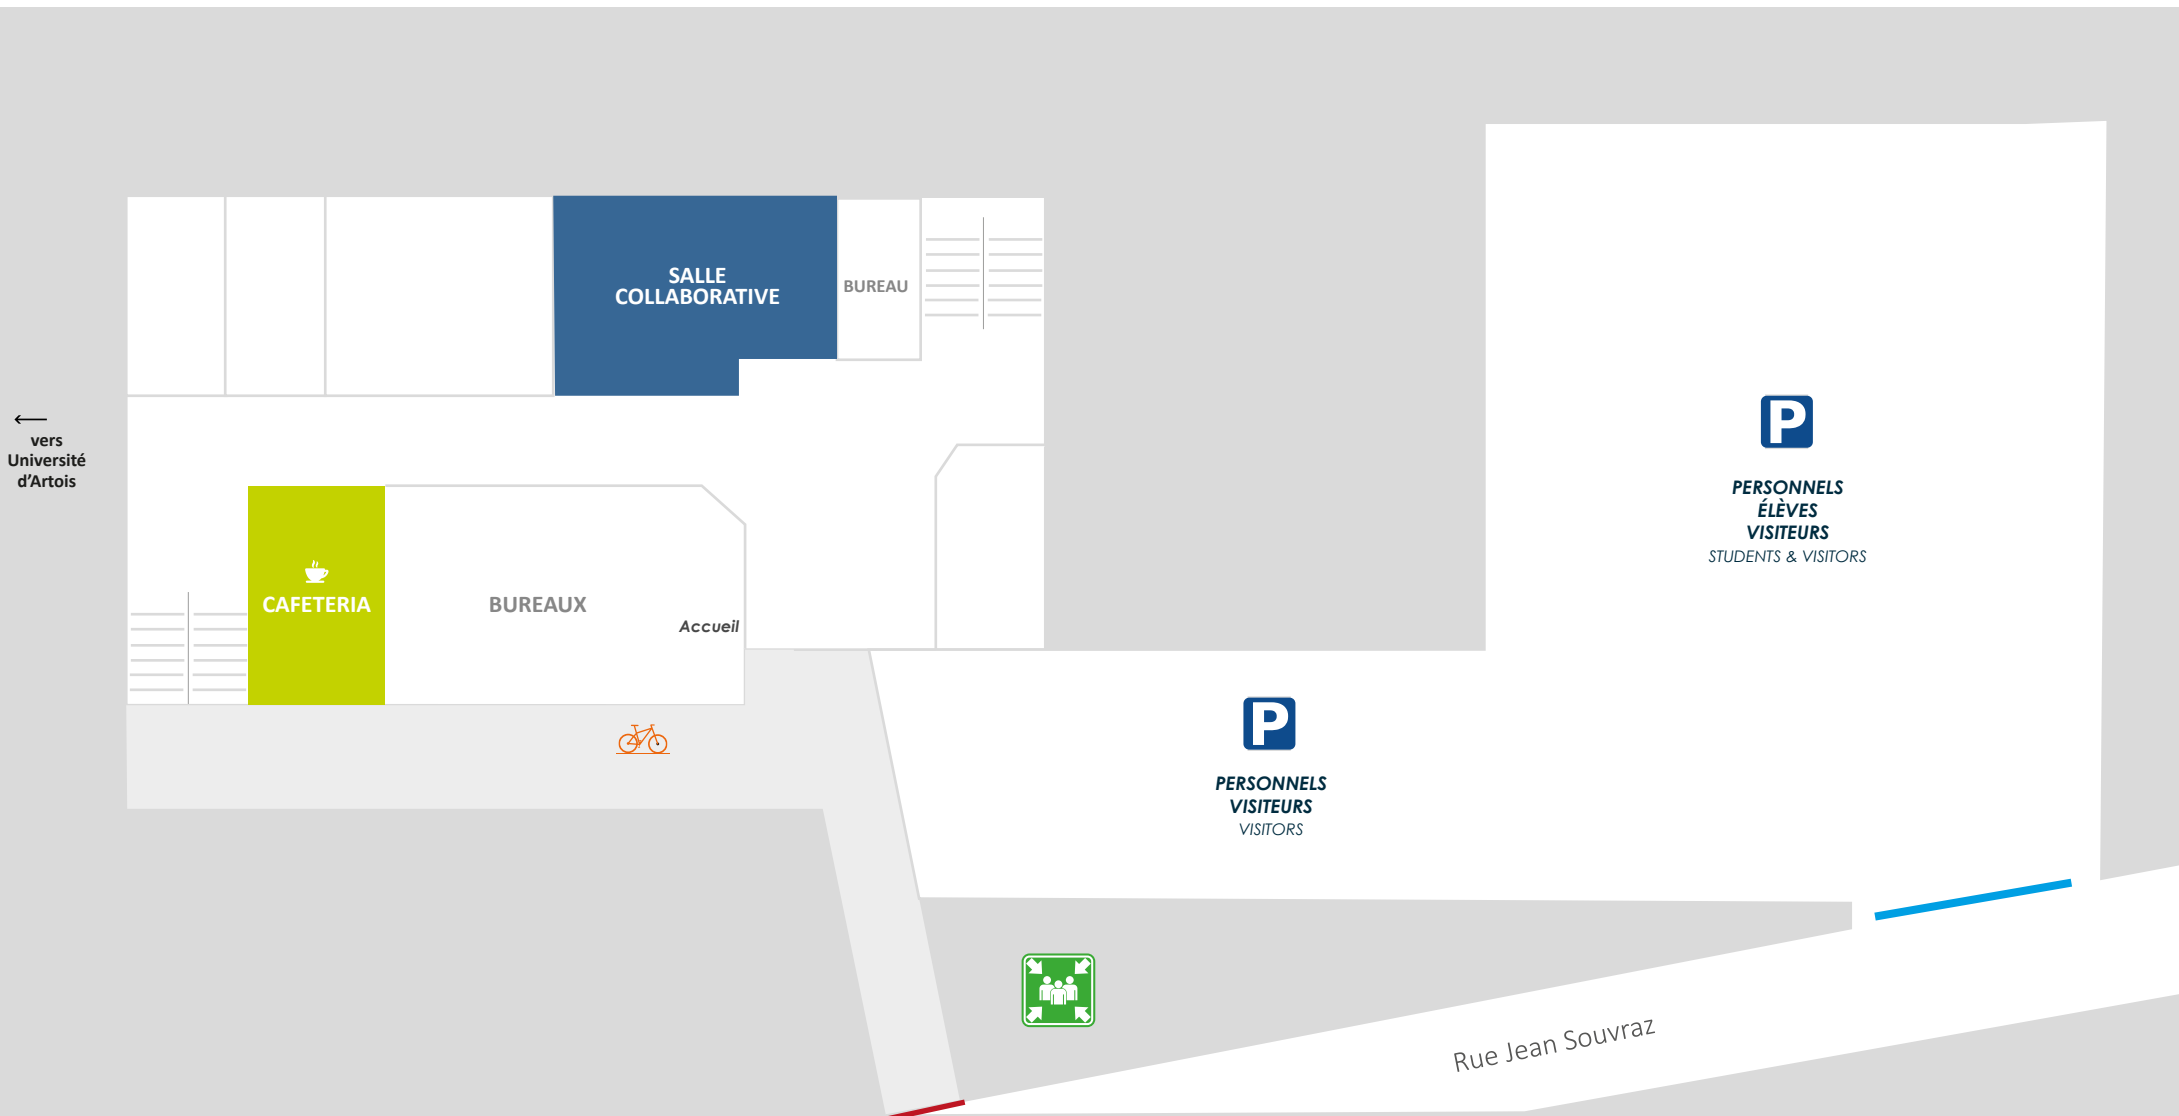 SALLE
COLLABORATIVE
BUREAU
vers
Université
d'Artois
CAFETERIA
BUREAUX
Accueil
P
PERSONNELS
ÉLÈVES
VISITEURS
STUDENTS & VISITORS
P
PERSONNELS
VISITEURS
VISITORS
Rue Jean Souvraz